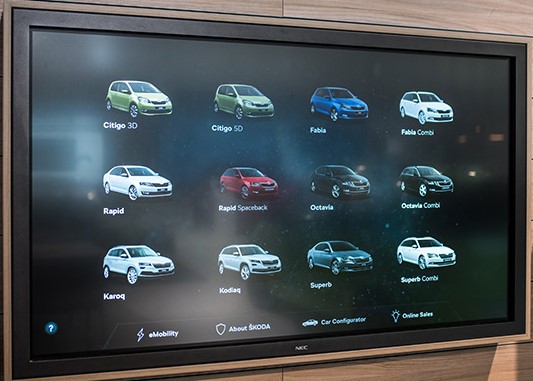 Citigo 3D
Citigo 5D
Fabia
Fabia Combi
Rapid
Rapid Spaceback
Octavia
Octavia Combi
Karoq
Kodiaq
Superb
Superb Combi
?
eMobility
About ŠKODA
Car Configurator
Online Sales
NEC